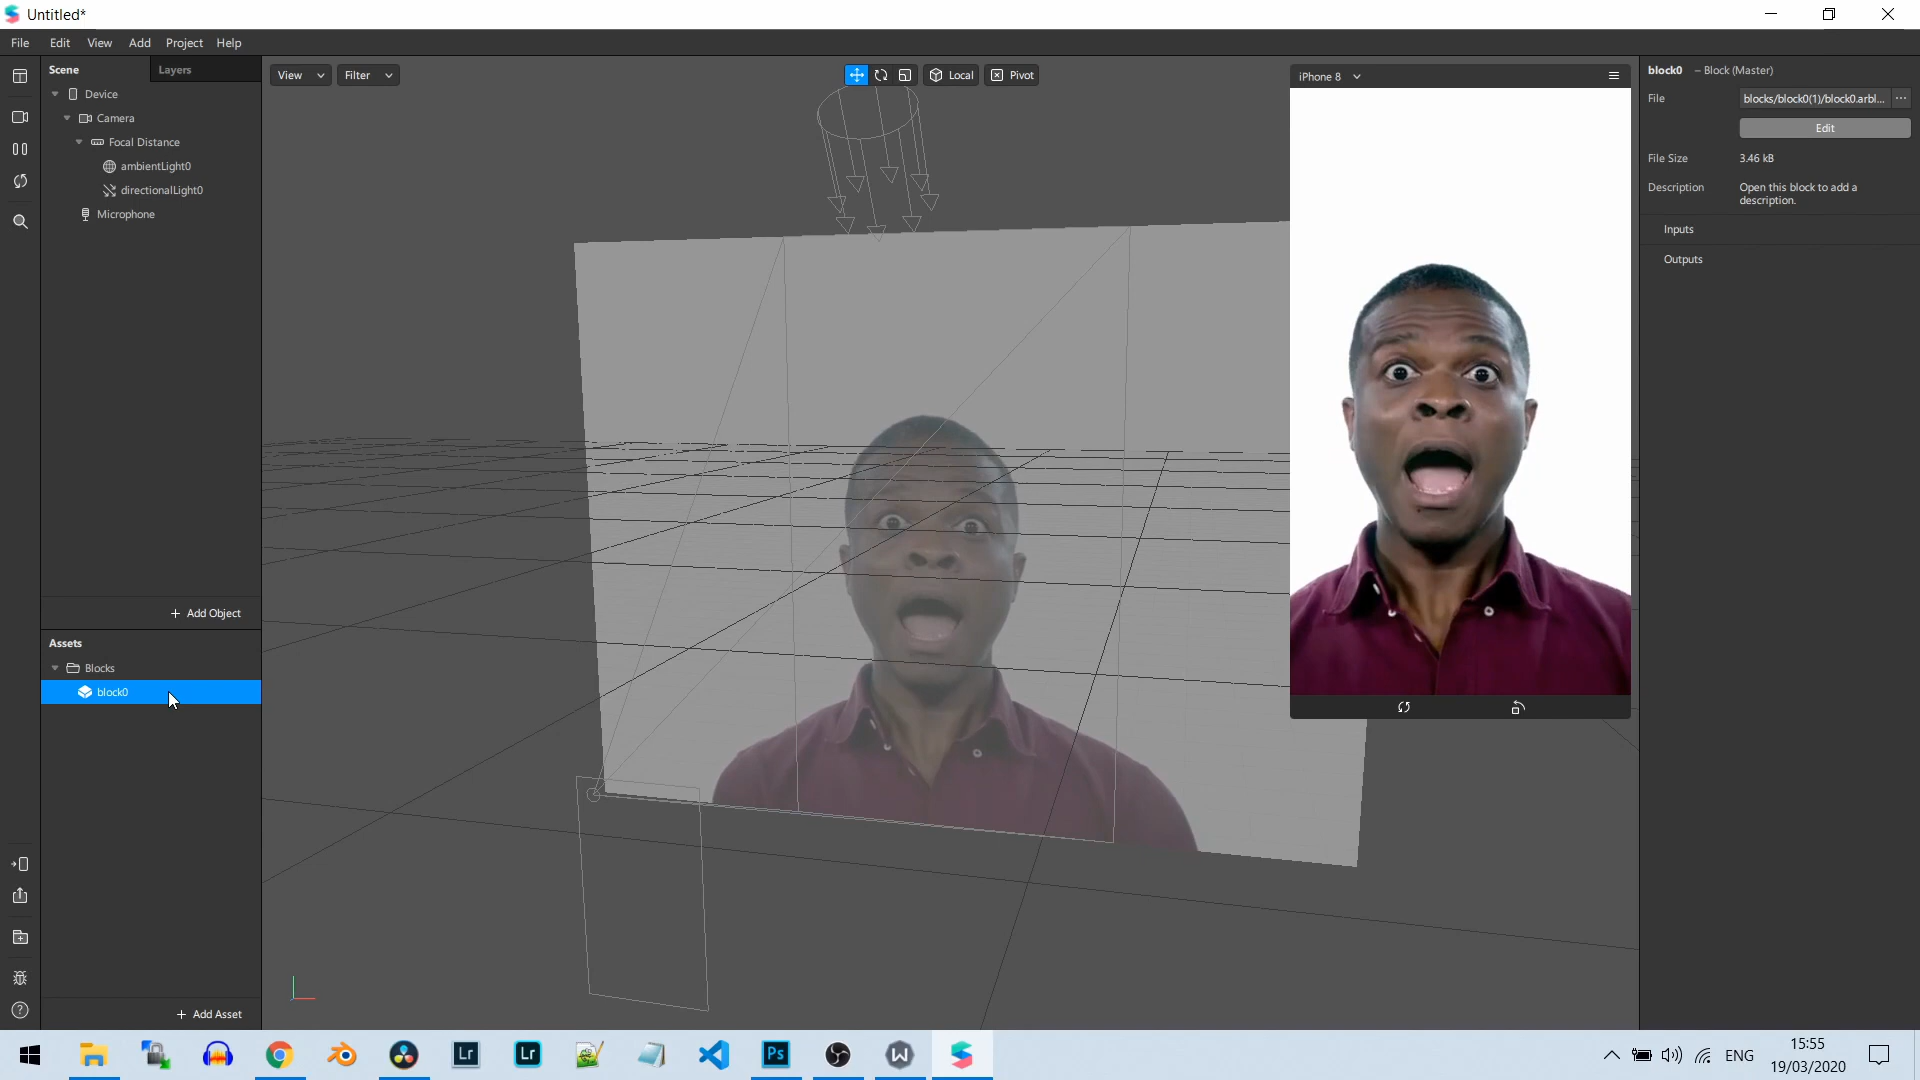 Untitled*
File Edit View Add Project Help
Scene
Layers
Device
Camera
Focal Distance
ambientLight0
directionalLight0
Microphone
+ Add Object
Assets
Blocks
block0
+ Add Asset
View
Filter
Local
Pivot
iPhone 8
block0 – Block (Master)
File blocks/block0(1)/block0.arbl... ...
Edit
File Size 3.46 kB
Description Open this block to add a
description.
Inputs
Outputs
Lr
Lr
Ps
W
ENG
15:55
19/03/2020